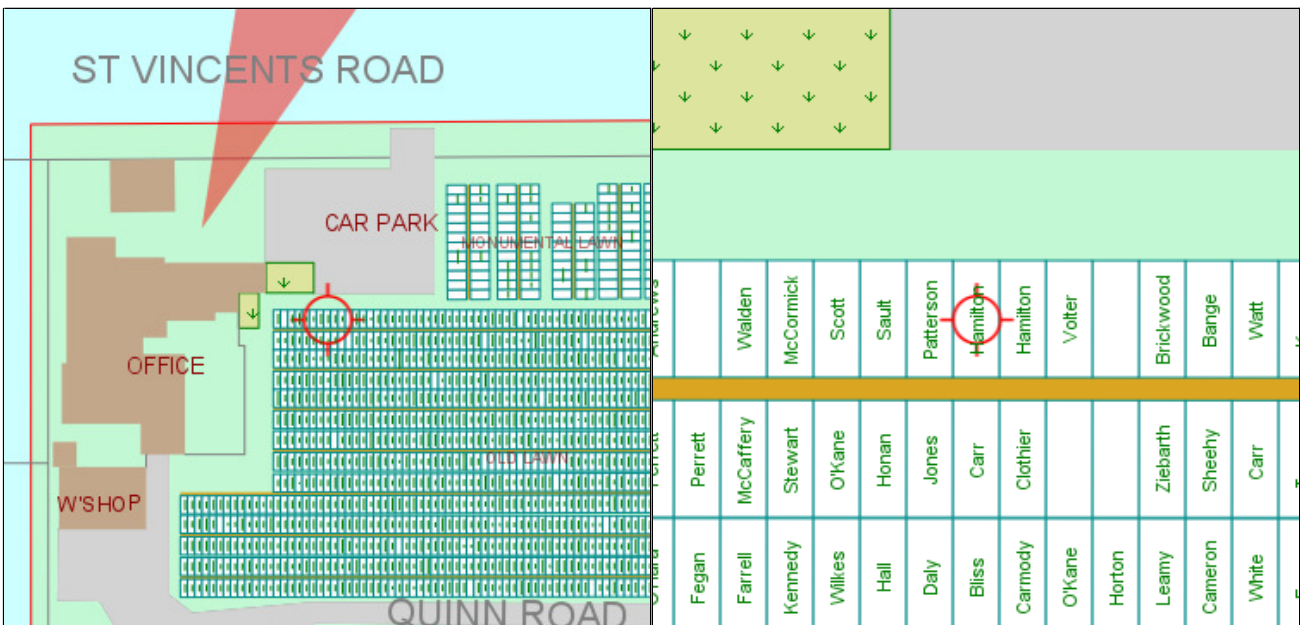 ST VINCENTS ROAD
CAR PARK
MONUMENTAL LAWN
OFFICE
OLD LAWN
W'SHOP
QUINN ROAD
Andrews Walden McCormick Scott Sault Patterson Hamilton Hamilton Volter Brickwood Bange Watt
Perrett McCaffery Stewart O'Kane Honan Jones Carr Clothier Ziebarth Sheehy Carr
Fegan Farrell Kennedy Wilkes Hall Daly Bliss Carmody O'Kane Horton Leamy Cameron White